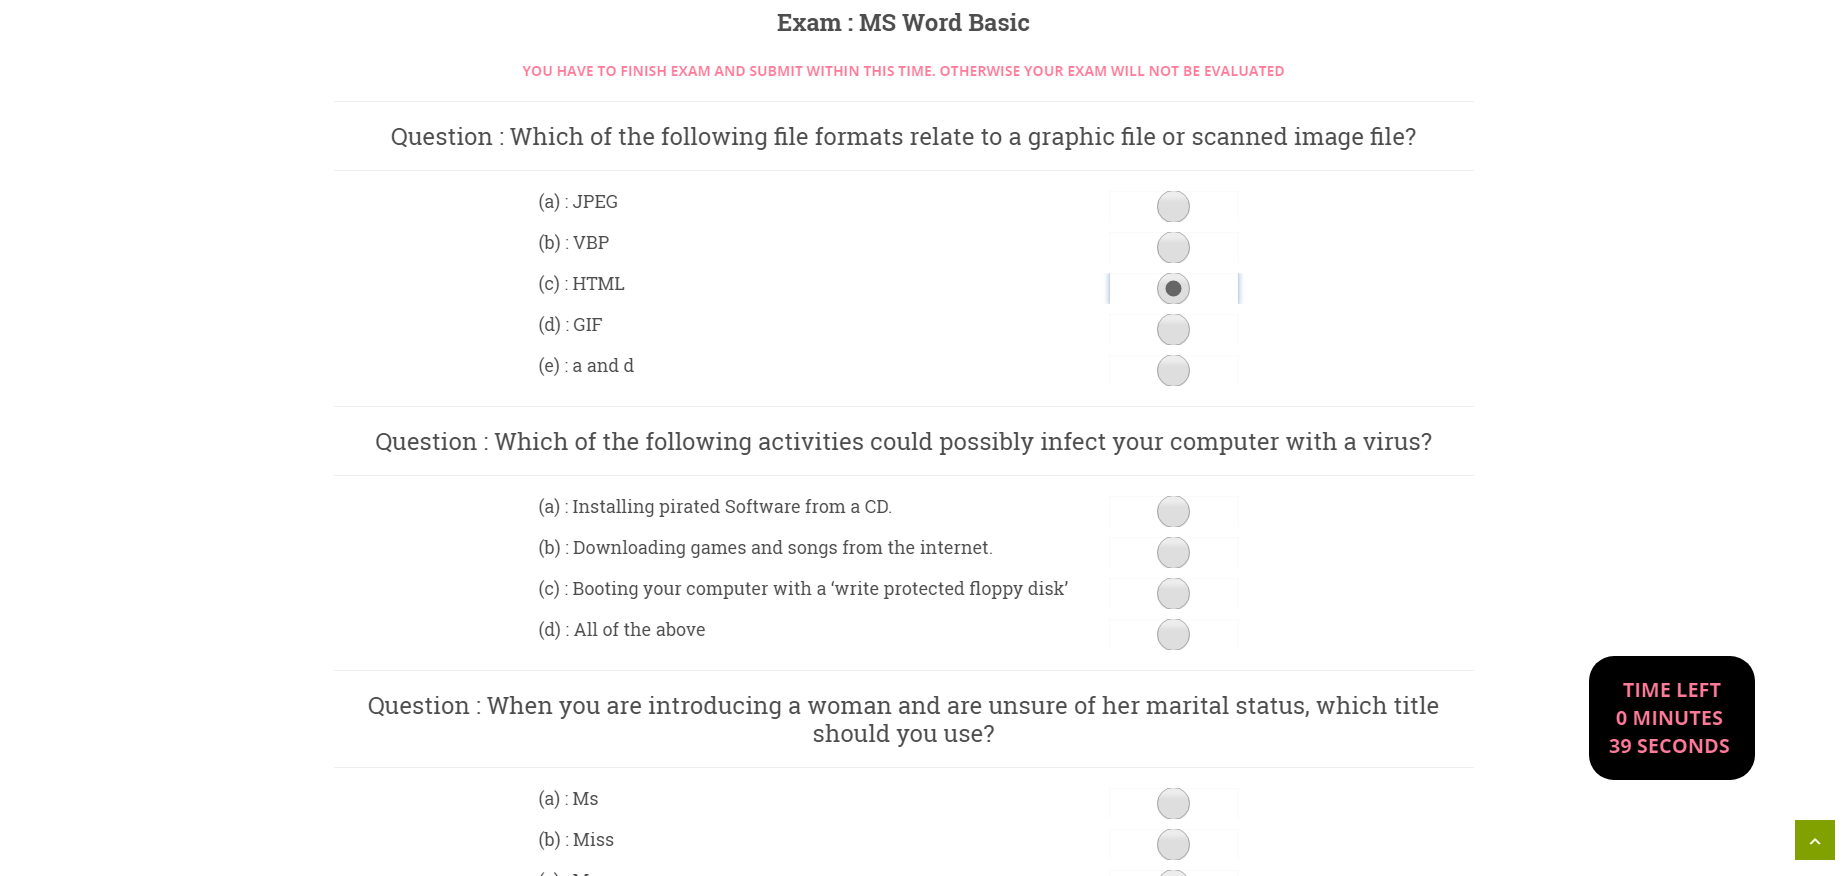 Exam : MS Word Basic
YOU HAVE TO FINISH EXAM AND SUBMIT WITHIN THIS TIME. OTHERWISE YOUR EXAM WILL NOT BE EVALUATED
Question : Which of the following file formats relate to a graphic file or scanned image file?
(a) : JPEG
(b) : VBP
(c) : HTML
(d) : GIF
(e) : a and d
Question : Which of the following activities could possibly infect your computer with a virus?
(a) : Installing pirated Software from a CD.
(b) : Downloading games and songs from the internet.
(c) : Booting your computer with a ‘write protected floppy disk’
(d) : All of the above
Question : When you are introducing a woman and are unsure of her marital status, which title
should you use?
(a) : Ms
(b) : Miss
TIME LEFT
0 MINUTES
39 SECONDS